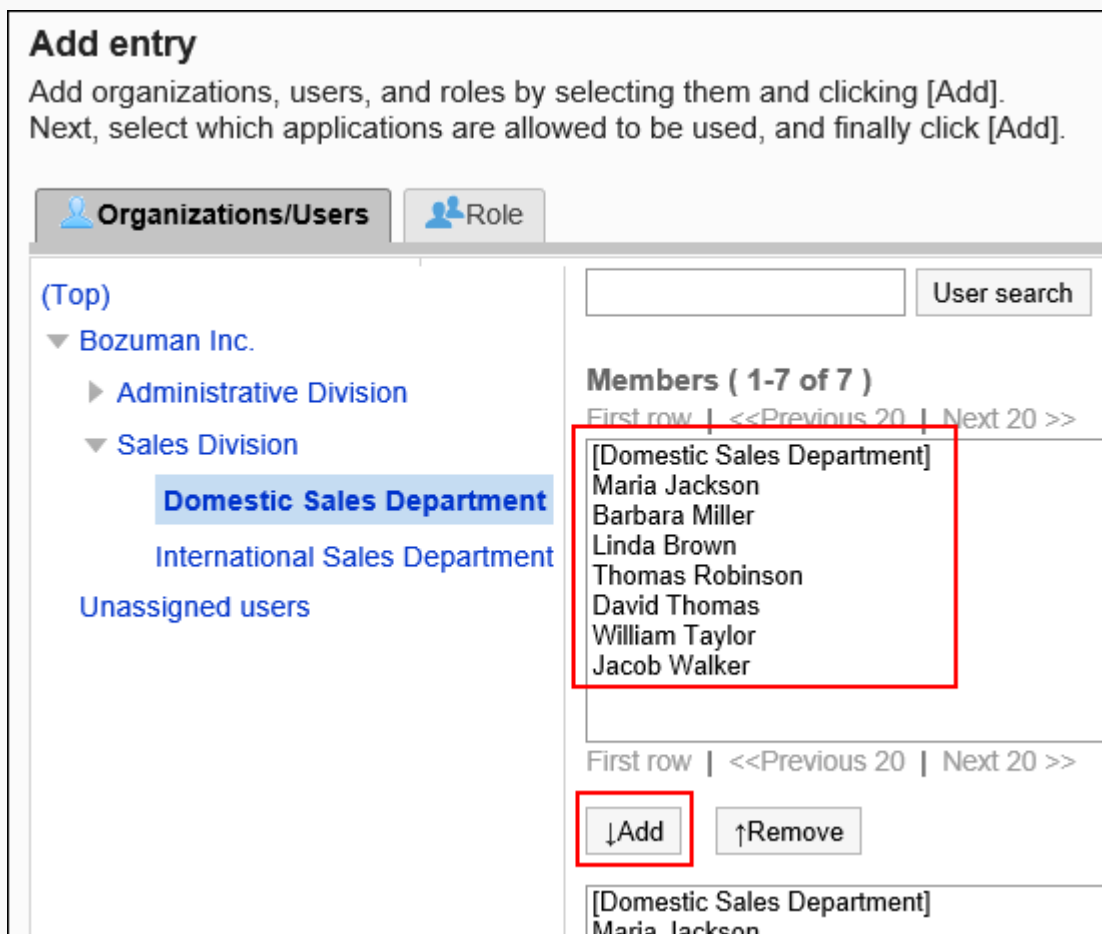 Add entry
Add organizations, users, and roles by selecting them and clicking [Add].
Next, select which applications are allowed to be used, and finally click [Add].
Organizations/Users
Role
(Top)
Bozuman Inc.
Administrative Division
Sales Division
Domestic Sales Department
International Sales Department
Unassigned users
User search
Members ( 1-7 of 7 )
First row | <<Previous 20 | Next 20 >>
[Domestic Sales Department]
Maria Jackson
Barbara Miller
Linda Brown
Thomas Robinson
David Thomas
William Taylor
Jacob Walker
First row | <<Previous 20 | Next 20 >>
↓Add
↑Remove
[Domestic Sales Department]
Maria Jackson